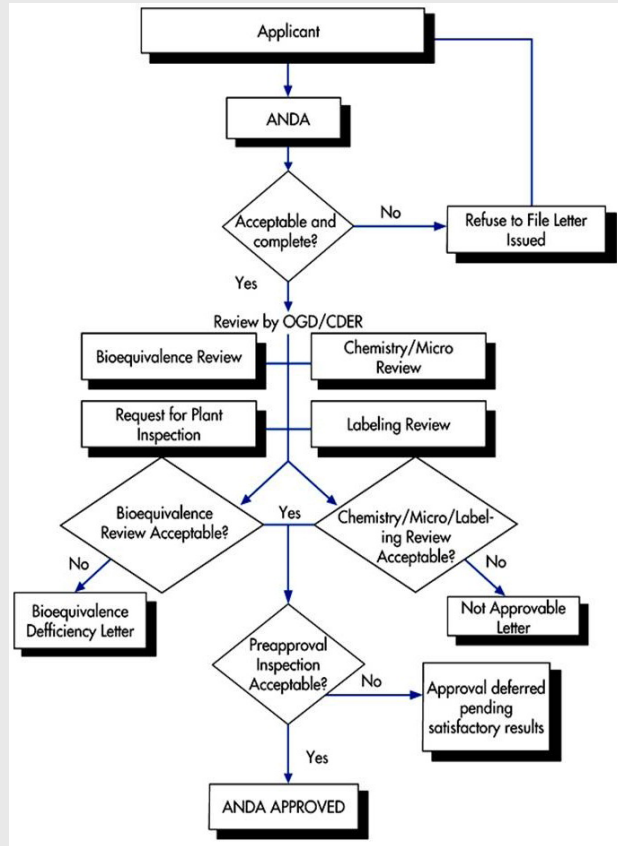 Applicant
ANDA
Acceptable and
complete?
No
Refuse to File Letter
Issued
Yes
Review by OGD/CDER
Bioequivalence Review
Chemistry/Micro
Review
Request for Plant
Inspection
Labeling Review
Bioequivalence
Review Acceptable?
Yes
Chemistry/Micro/Label-
ing Review
Acceptable?
No
No
Bioequivalence
Defficiency Letter
Not Approvable
Letter
Preapproval
Inspection
Acceptable?
No
Approval deferred
pending
satisfactory results
Yes
ANDA APPROVED